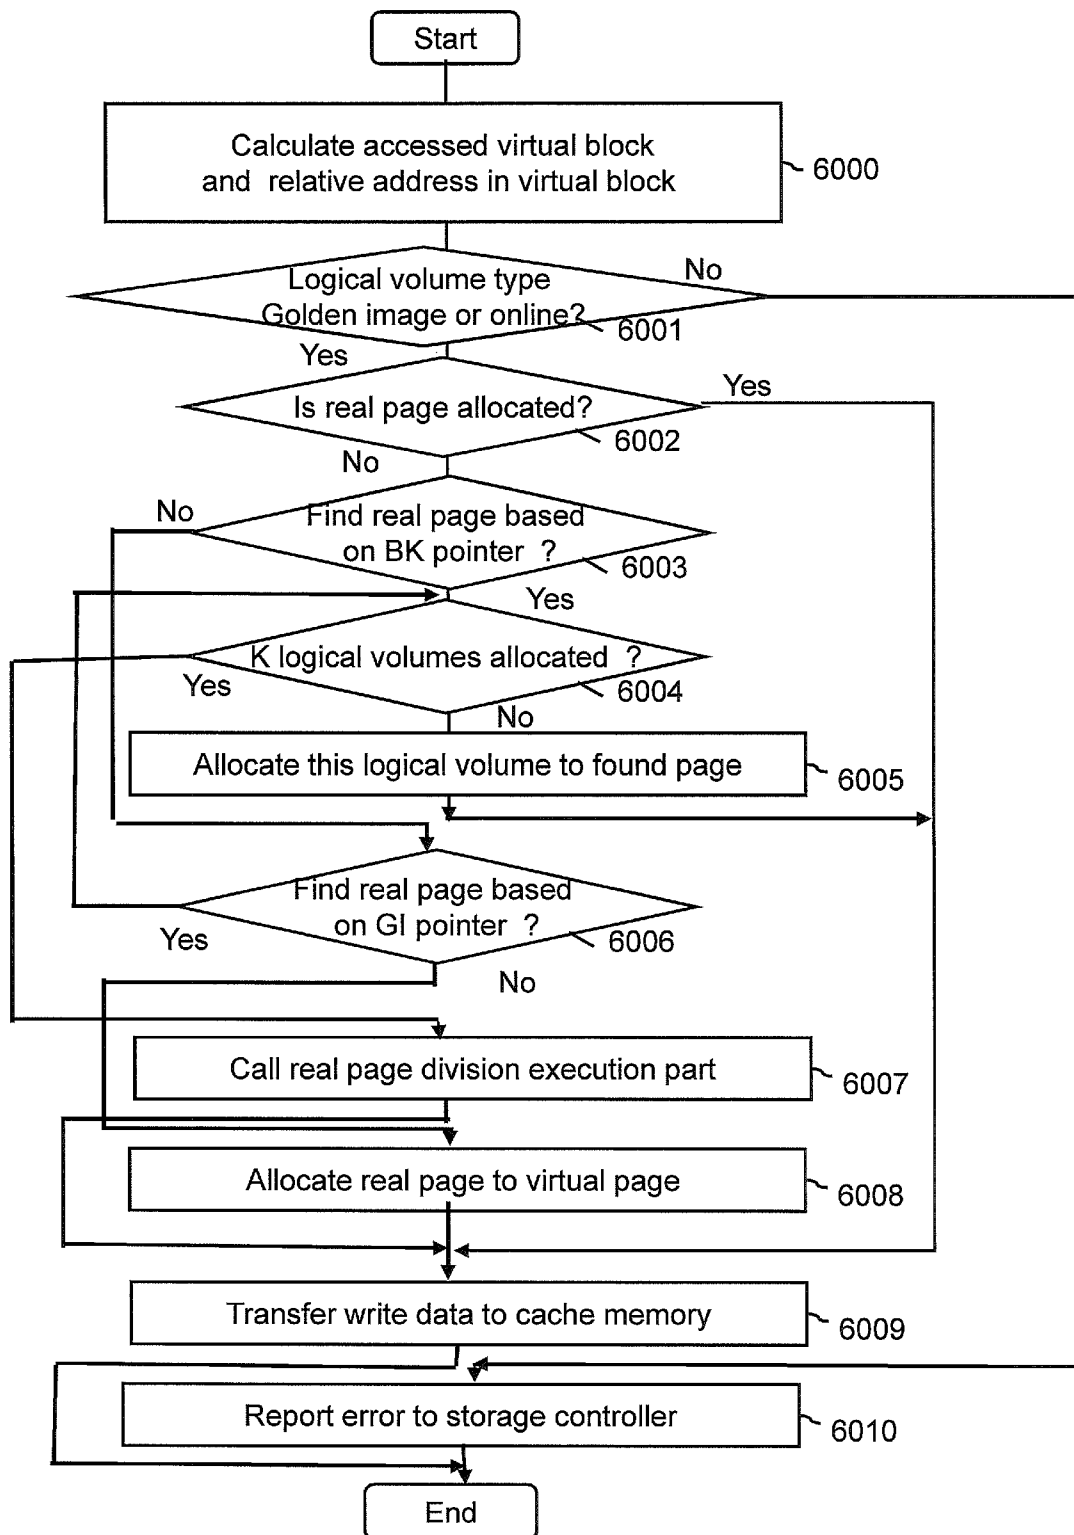 Start
Calculate accessed virtual block
and relative address in virtual block
6000
Logical volume type
Golden image or online?
6001
No
Yes
Is real page allocated?
6002
Yes
No
Find real page based
on BK pointer ?
6003
No
Yes
K logical volumes allocated ?
6004
Yes
No
Allocate this logical volume to found page
6005
Find real page based
on GI pointer ?
6006
Yes
No
Call real page division execution part
6007
Allocate real page to virtual page
6008
Transfer write data to cache memory
6009
Report error to storage controller
6010
End